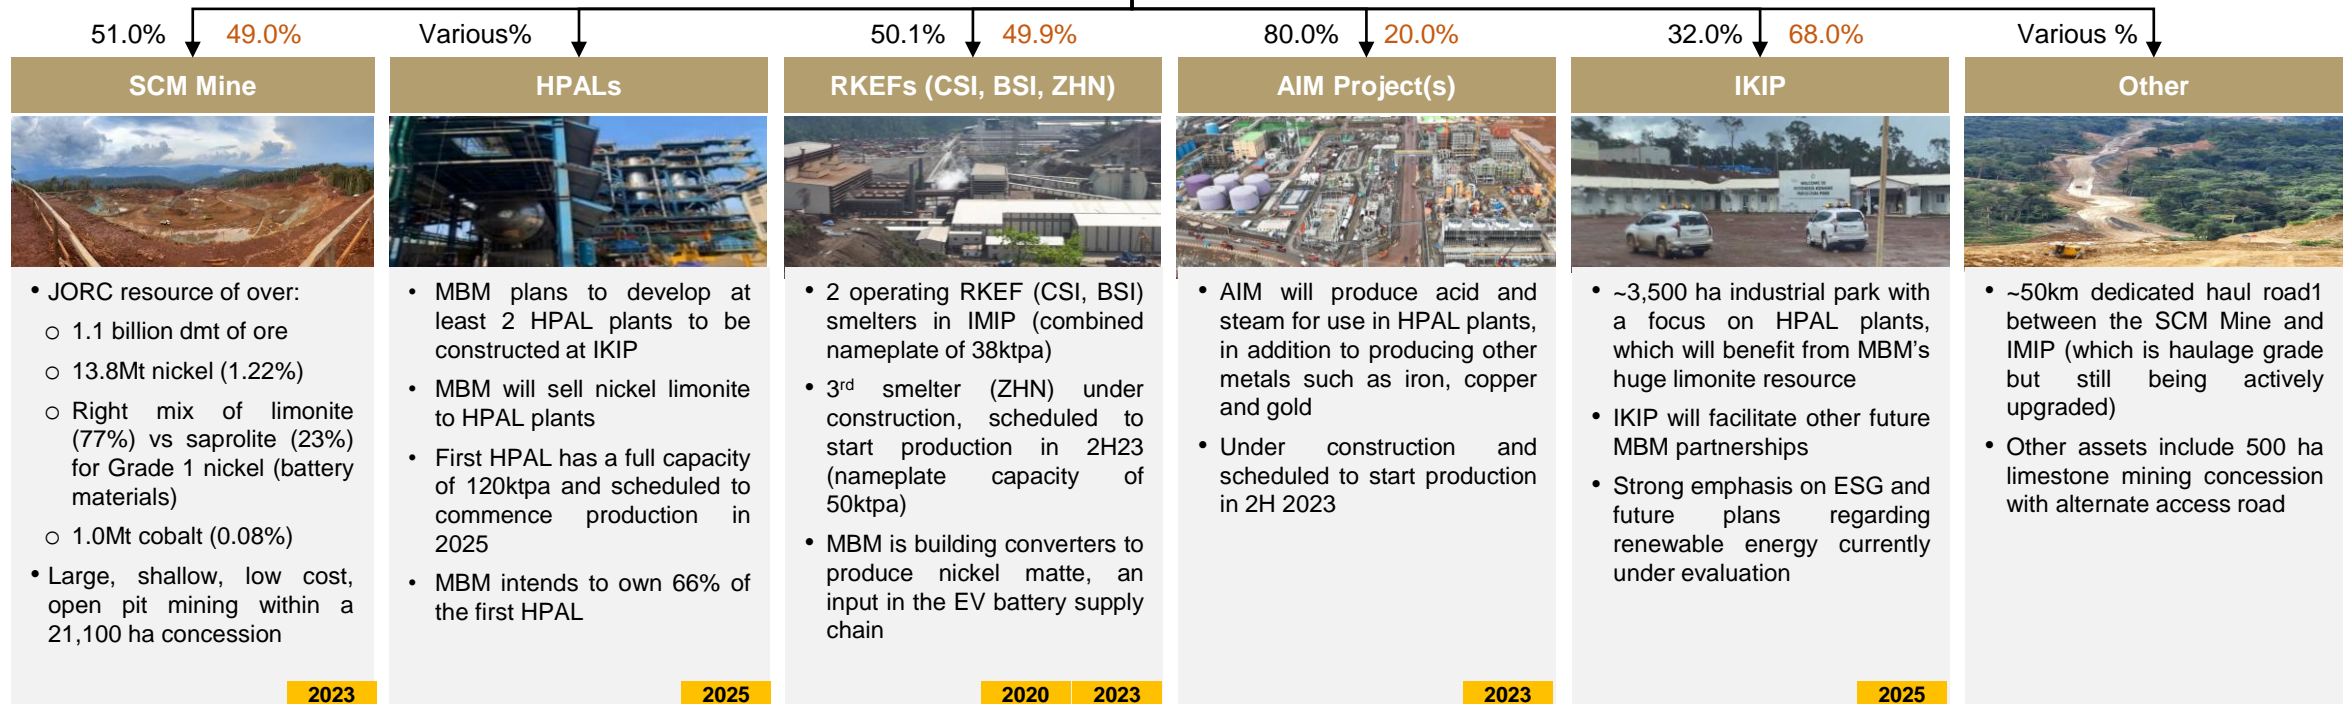 51.0% 49.0%
SCM Mine
• JORC resource of over:
o 1.1 billion dmt of ore
o 13.8Mt nickel (1.22%)
o Right mix of limonite
(77%) vs saprolite (23%)
for Grade 1 nickel (battery
materials)
o 1.0Mt cobalt (0.08%)
• Large, shallow, low cost,
open pit mining within a
21,100 ha concession
2023
Various%
HPALs
• MBM plans to develop at
least 2 HPAL plants to be
constructed at IKIP
• MBM will sell nickel limonite
to HPAL plants
• First HPAL has a full capacity
of 120ktpa and scheduled to
commence production in
2025
• MBM intends to own 66% of
the first HPAL
2025
50.1% 49.9%
RKEFs (CSI, BSI, ZHN)
• 2 operating RKEF (CSI, BSI)
smelters in IMIP (combined
nameplate of 38ktpa)
• 3rd smelter (ZHN) under
construction, scheduled to
start production in 2H23
(nameplate capacity of
50ktpa)
• MBM is building converters to
produce nickel matte, an
input in the EV battery supply
chain
2020 2023
80.0% 20.0%
AIM Project(s)
• AIM will produce acid and
steam for use in HPAL plants,
in addition to producing other
metals such as iron, copper
and gold
• Under construction and
scheduled to start production
in 2H 2023
2023
32.0% 68.0%
IKIP
WELCOME TO
• ~3,500 ha industrial park with
a focus on HPAL plants,
which will benefit from MBM's
huge limonite resource
• IKIP will facilitate other future
MBM partnerships
• Strong emphasis on ESG and
future plans regarding
renewable energy currently
under evaluation
2025
Various %
Other
• ~50km dedicated haul road1
between the SCM Mine and
IMIP (which is haulage grade
but still being actively
upgraded)
• Other assets include 500 ha
limestone mining concession
with alternate access road